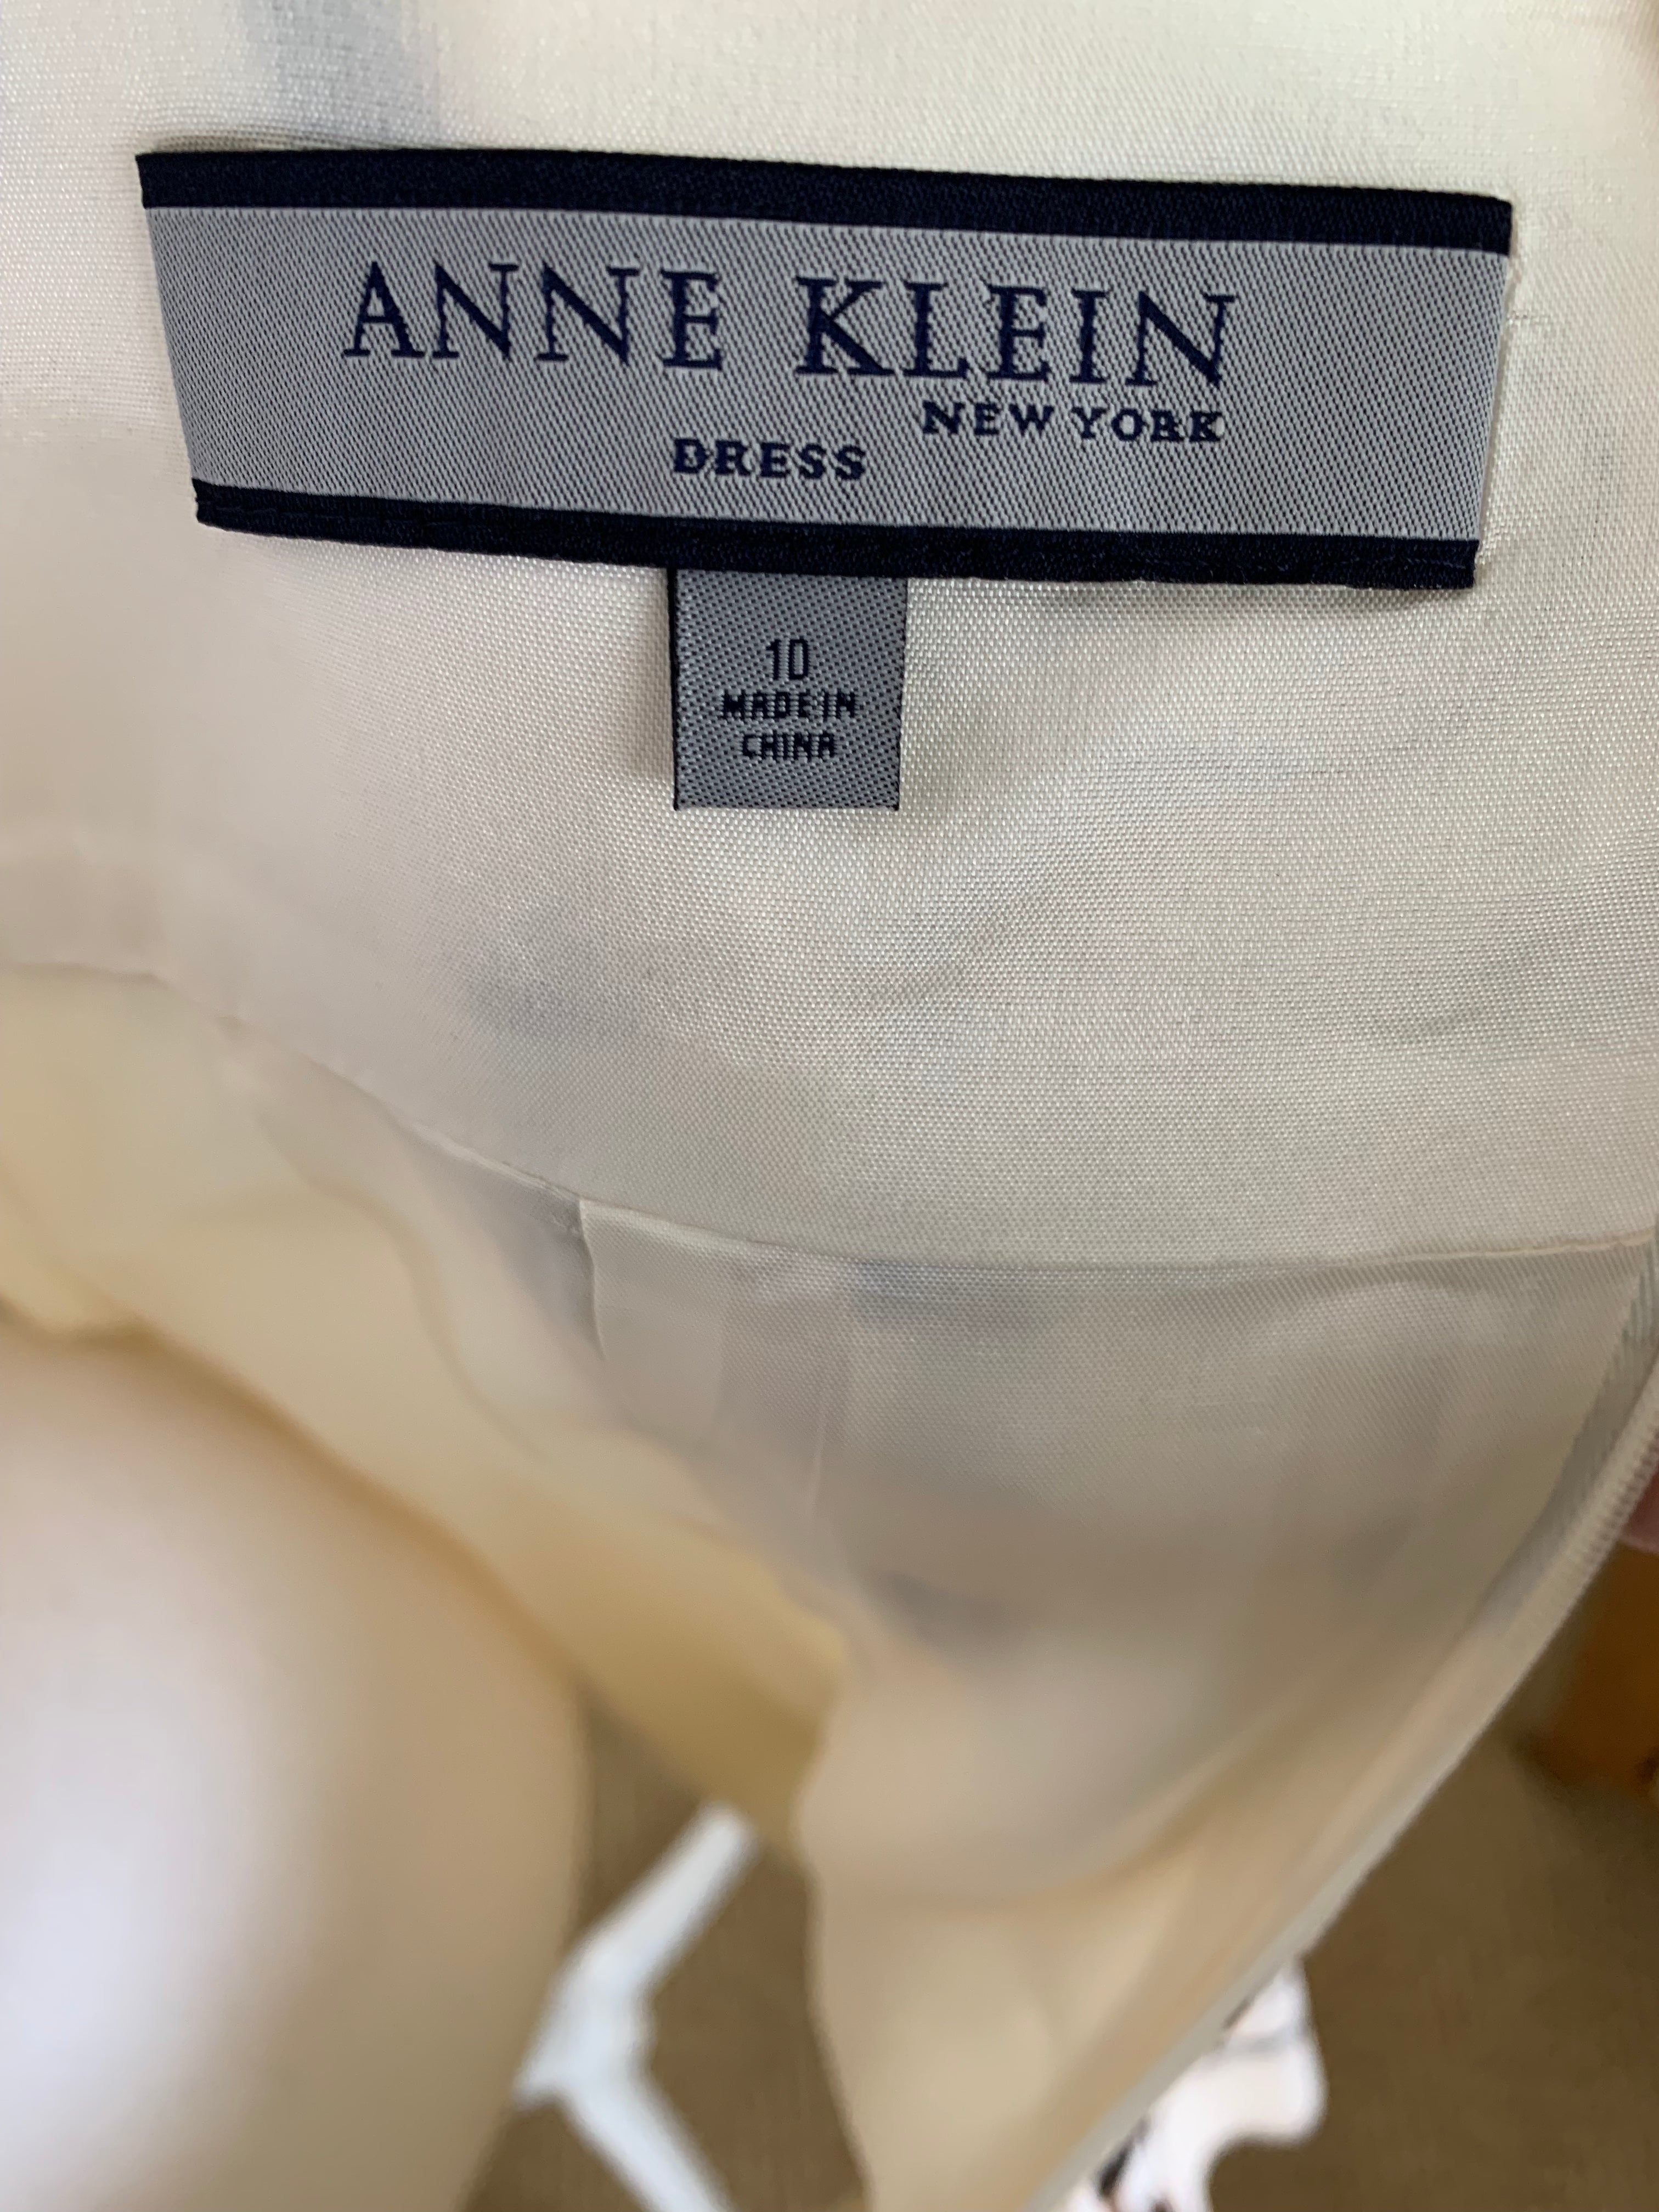 ANNE KLEIN
NEW YORK
DRESS
10
MADE IN
CHINA